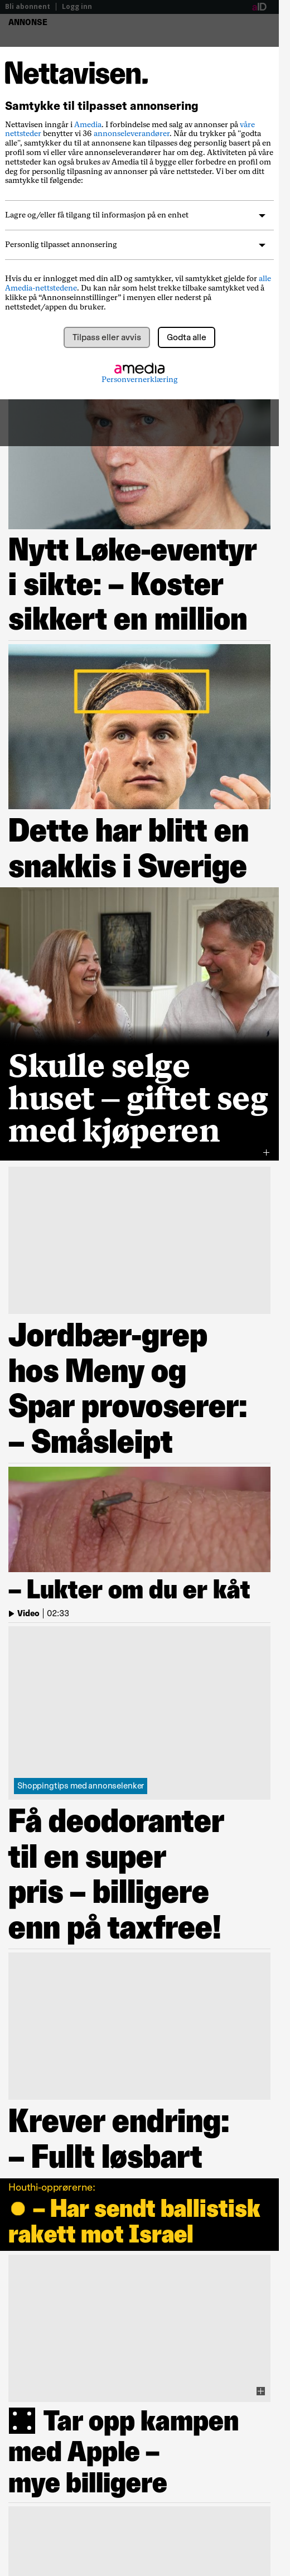 Bli abonnent | Logg inn
aID
ANNONSE
Nettavisen.
Samtykke til tilpasset annonsering
Nettavisen inngår i Amedia. I forbindelse med salg av annonser på våre
nettsteder benytter vi 36 annonseleverandører. Når du trykker på "godta
alle", samtykker du til at annonsene kan tilpasses deg personlig basert på en
profil som vi eller våre annonseleverandører har om deg. Aktiviteten på våre
nettsteder kan også brukes av Amedia til å bygge eller forbedre en profil om
deg for personlig tilpasning av annonser på våre nettsteder. Vi ber om ditt
samtykke til følgende:
Lagre og/eller få tilgang til informasjon på en enhet
Personlig tilpasset annonsering
Hvis du er innlogget med din aID og samtykker, vil samtykket gjelde for alle
Amedia-nettstedene. Du kan når som helst trekke tilbake samtykket ved å
klikke på “Annonseinnstillinger” i menyen eller nederst på
nettstedet/appen du bruker.
Tilpass eller avvis
Godta alle
amedia
Personvernerklæring
Nytt Løke-eventyr
i sikte: – Koster
sikkert en million
Dette har blitt en
snakkis i Sverige
Skulle selge
huset – giftet seg
med kjøperen
Jordbær-grep
hos Meny og
Spar provoserer:
– Småsleipt
– Lukter om du er kåt
Video | 02:33
Shoppingtips med annonselenker
Få deodoranter
til en super
pris – billigere
enn på taxfree!
Krever endring:
– Fullt løsbart
Houthi-opprørerne:
– Har sendt ballistisk
rakett mot Israel
Tar opp kampen
med Apple –
mye billigere